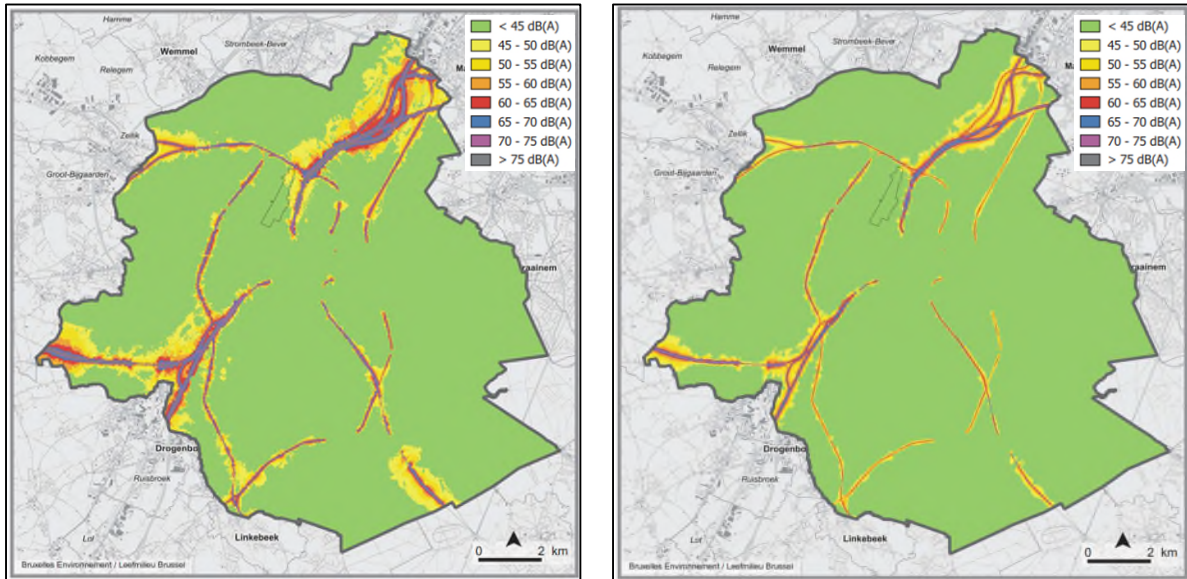 Hamme
Wemmel
Strombeek-Bever
Kobbegem
Relegem
Zellik
Groot-Bijgaarden
raainem
Drogenbo
Ruisbroek
Lot
Linkebeek
< 45 dB(A)
45 - 50 dB(A)
50 - 55 dB(A)
55 - 60 dB(A)
60 - 65 dB(A)
65 - 70 dB(A)
70 - 75 dB(A)
> 75 dB(A)
0 2 km
Bruxelles Environnement / Leefmilieu Brussel
Hamme
Wemmel
Strombeek-Bever
Kobbegem
Relegem
Zellik
Groot-Bijgaarden
raainem
Drogenbo
Ruisbroek
Lot
Linkebeek
< 45 dB(A)
45 - 50 dB(A)
50 - 55 dB(A)
55 - 60 dB(A)
60 - 65 dB(A)
65 - 70 dB(A)
70 - 75 dB(A)
> 75 dB(A)
0 2 km
Bruxelles Environnement / Leefmilieu Brussel